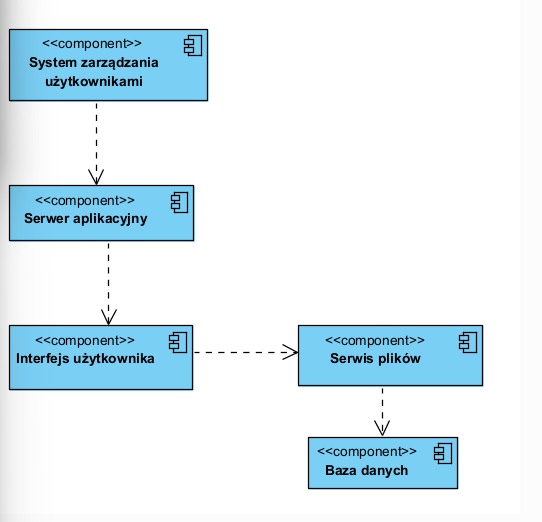 <<component>>
System zarządzania
użytkownikami
<<component>>
Serwer aplikacyjny
<<component>>
Interfejs użytkownika
<<component>>
Serwis plików
<<component>>
Baza danych